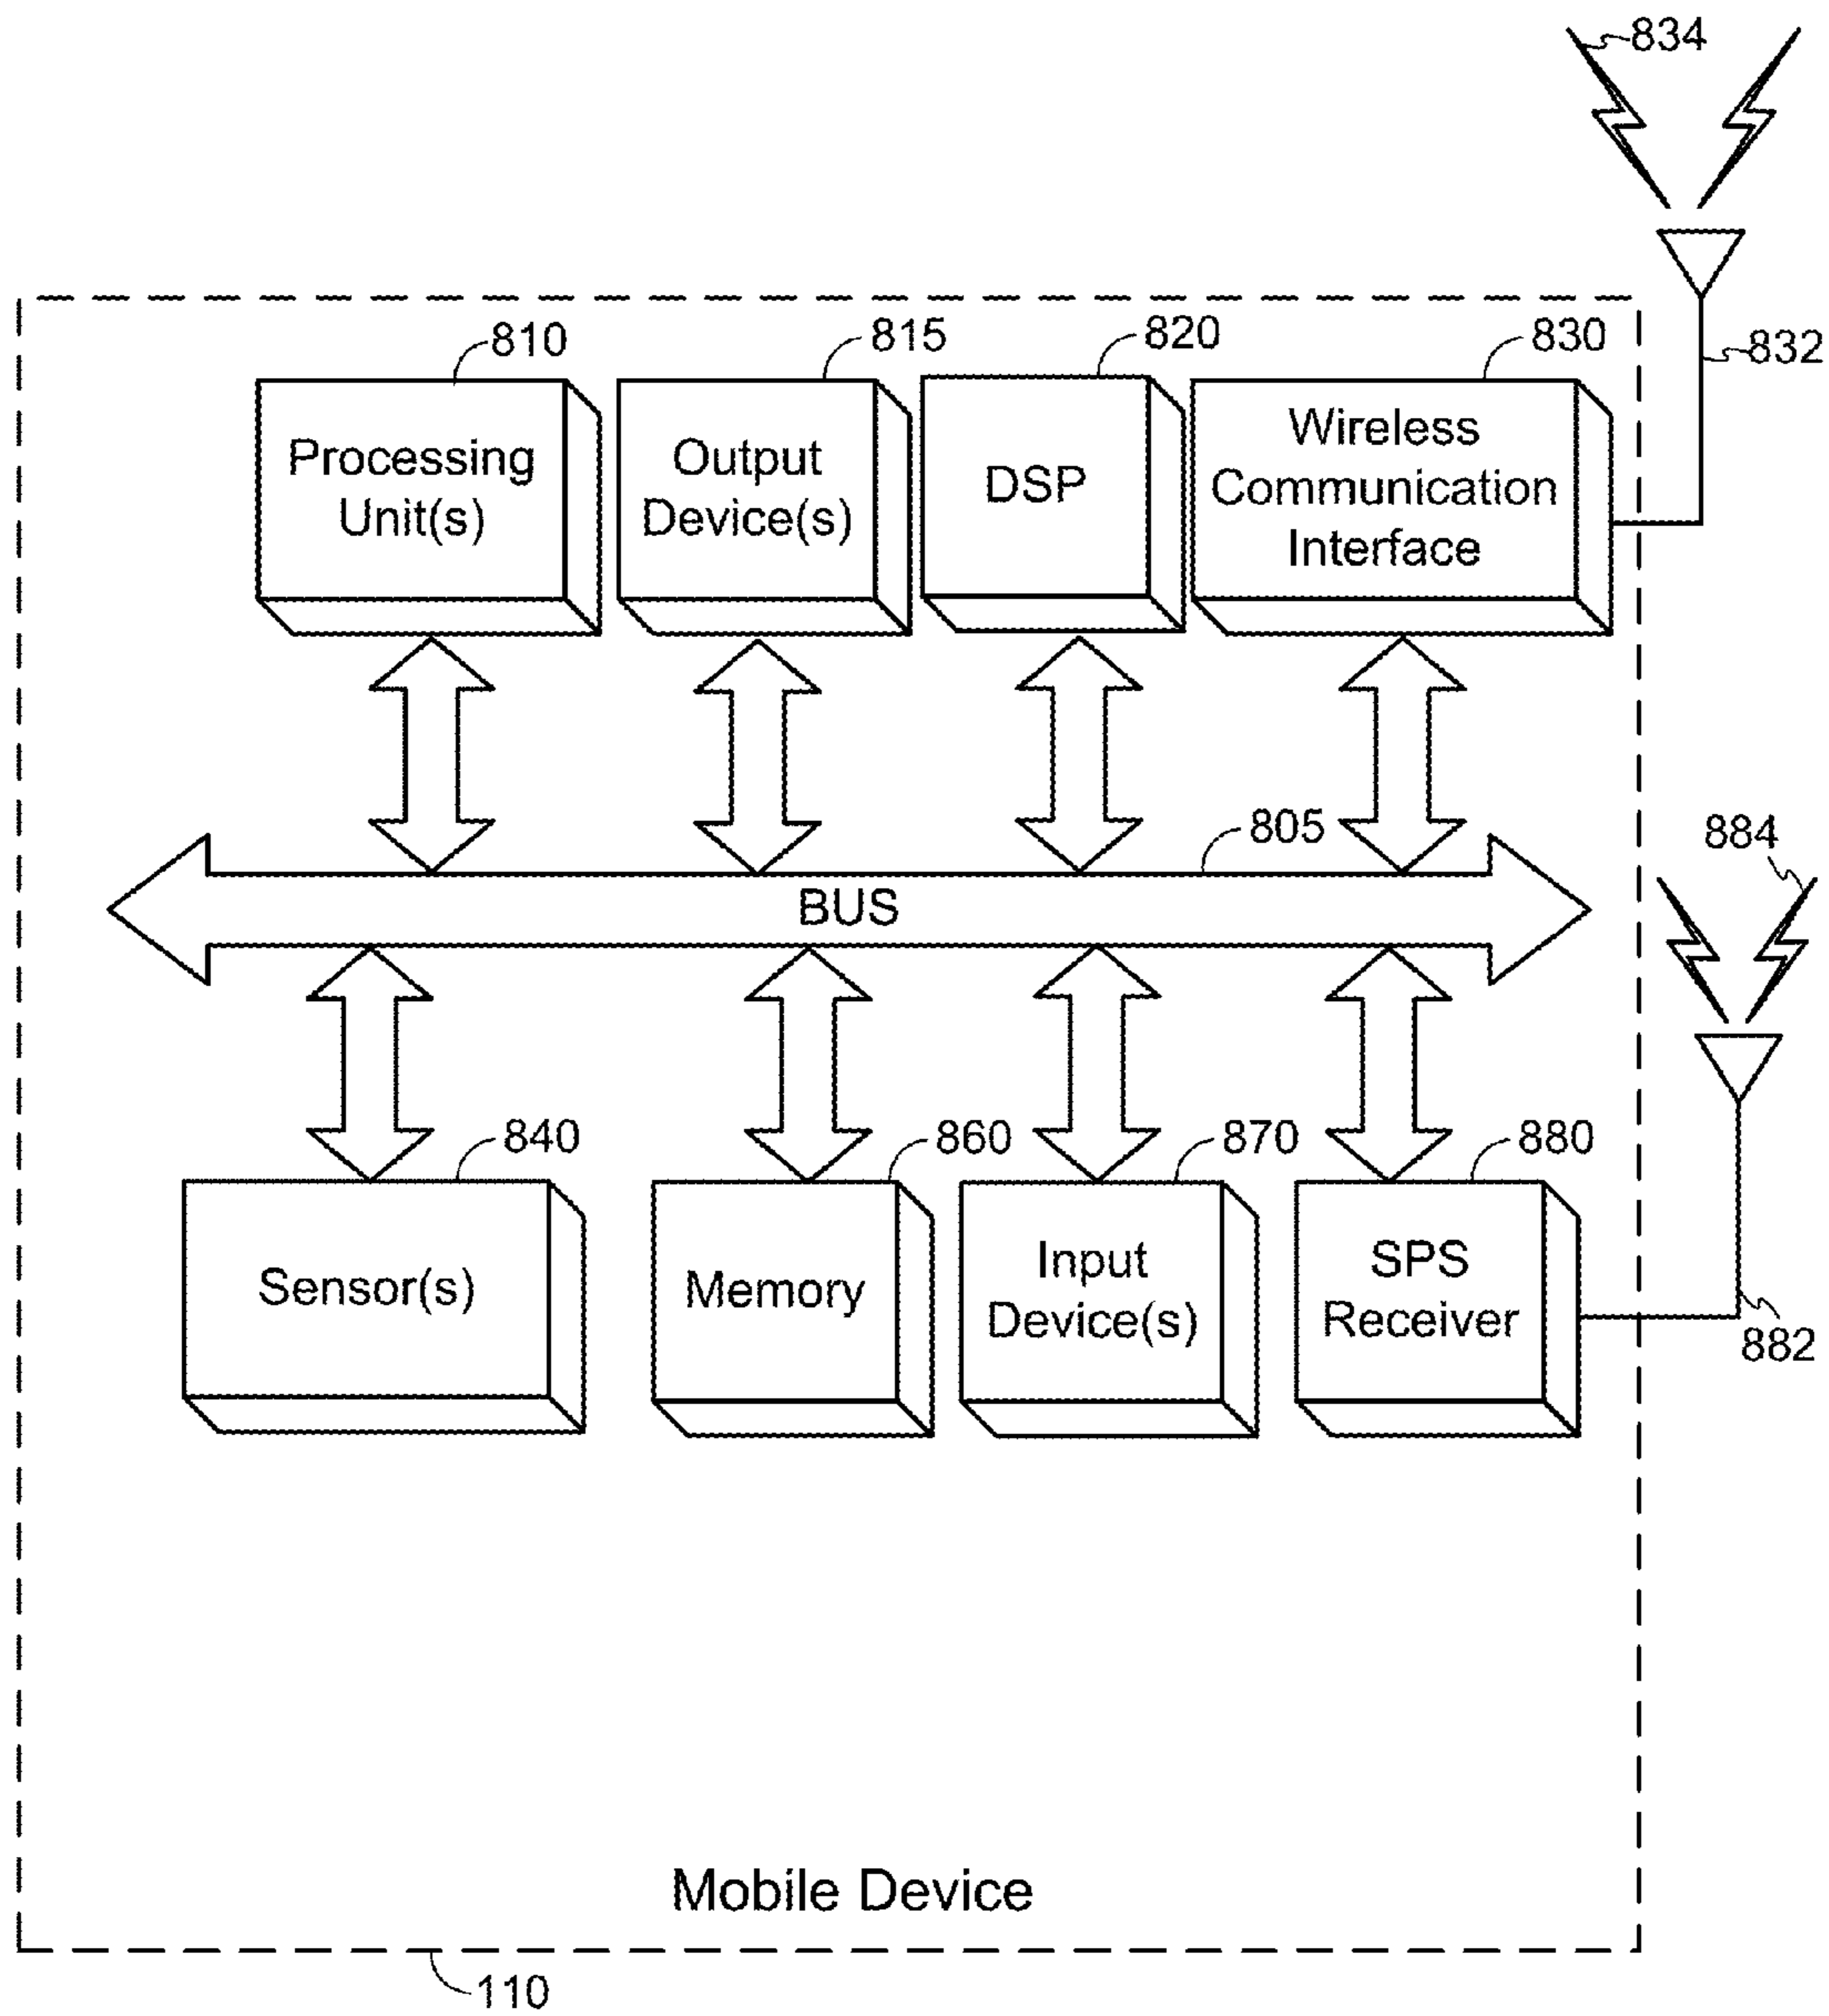 834
832
810
815
820
830
Processing
Unit(s)
Output
Device(s)
DSP
Wireless
Communication
Interface
805
BUS
884
840
860
870
880
Sensor(s)
Memory
Input
Device(s)
SPS
Receiver
882
Mobile Device
110